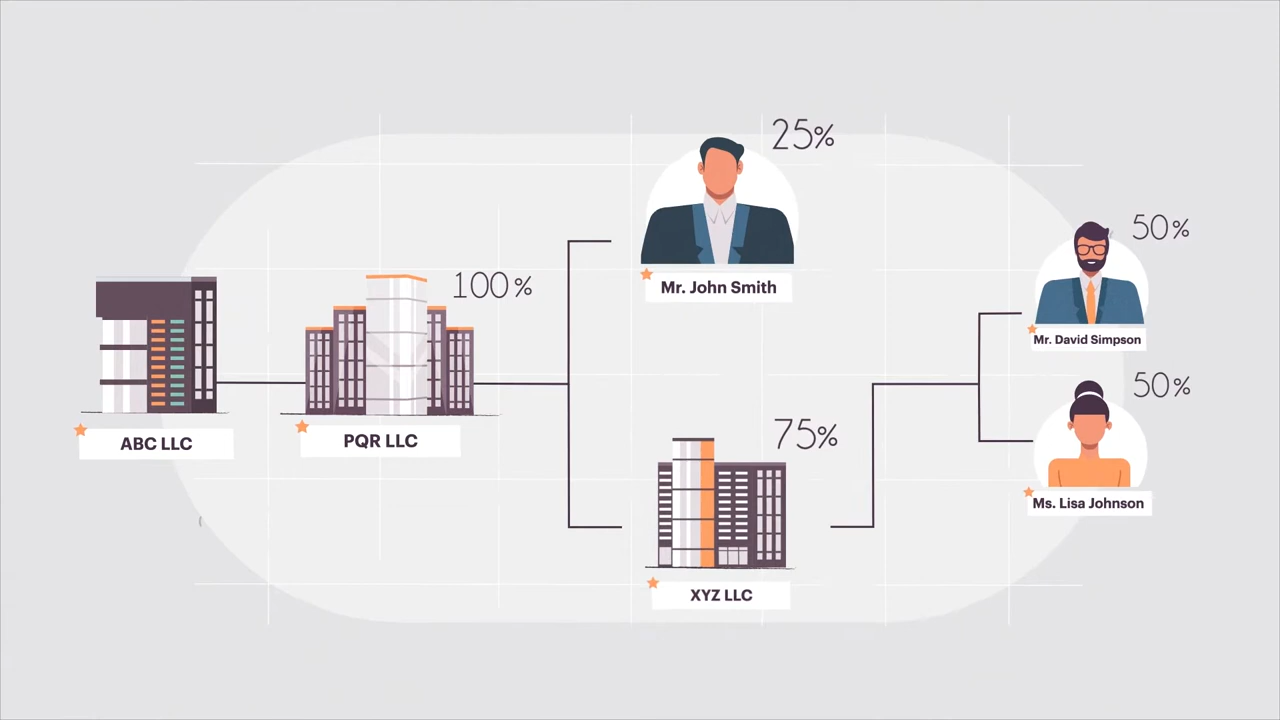 25%
Mr. John Smith
50%
Mr. David Simpson
100%
ABC LLC
PQR LLC
50%
Ms. Lisa Johnson
75%
XYZ LLC